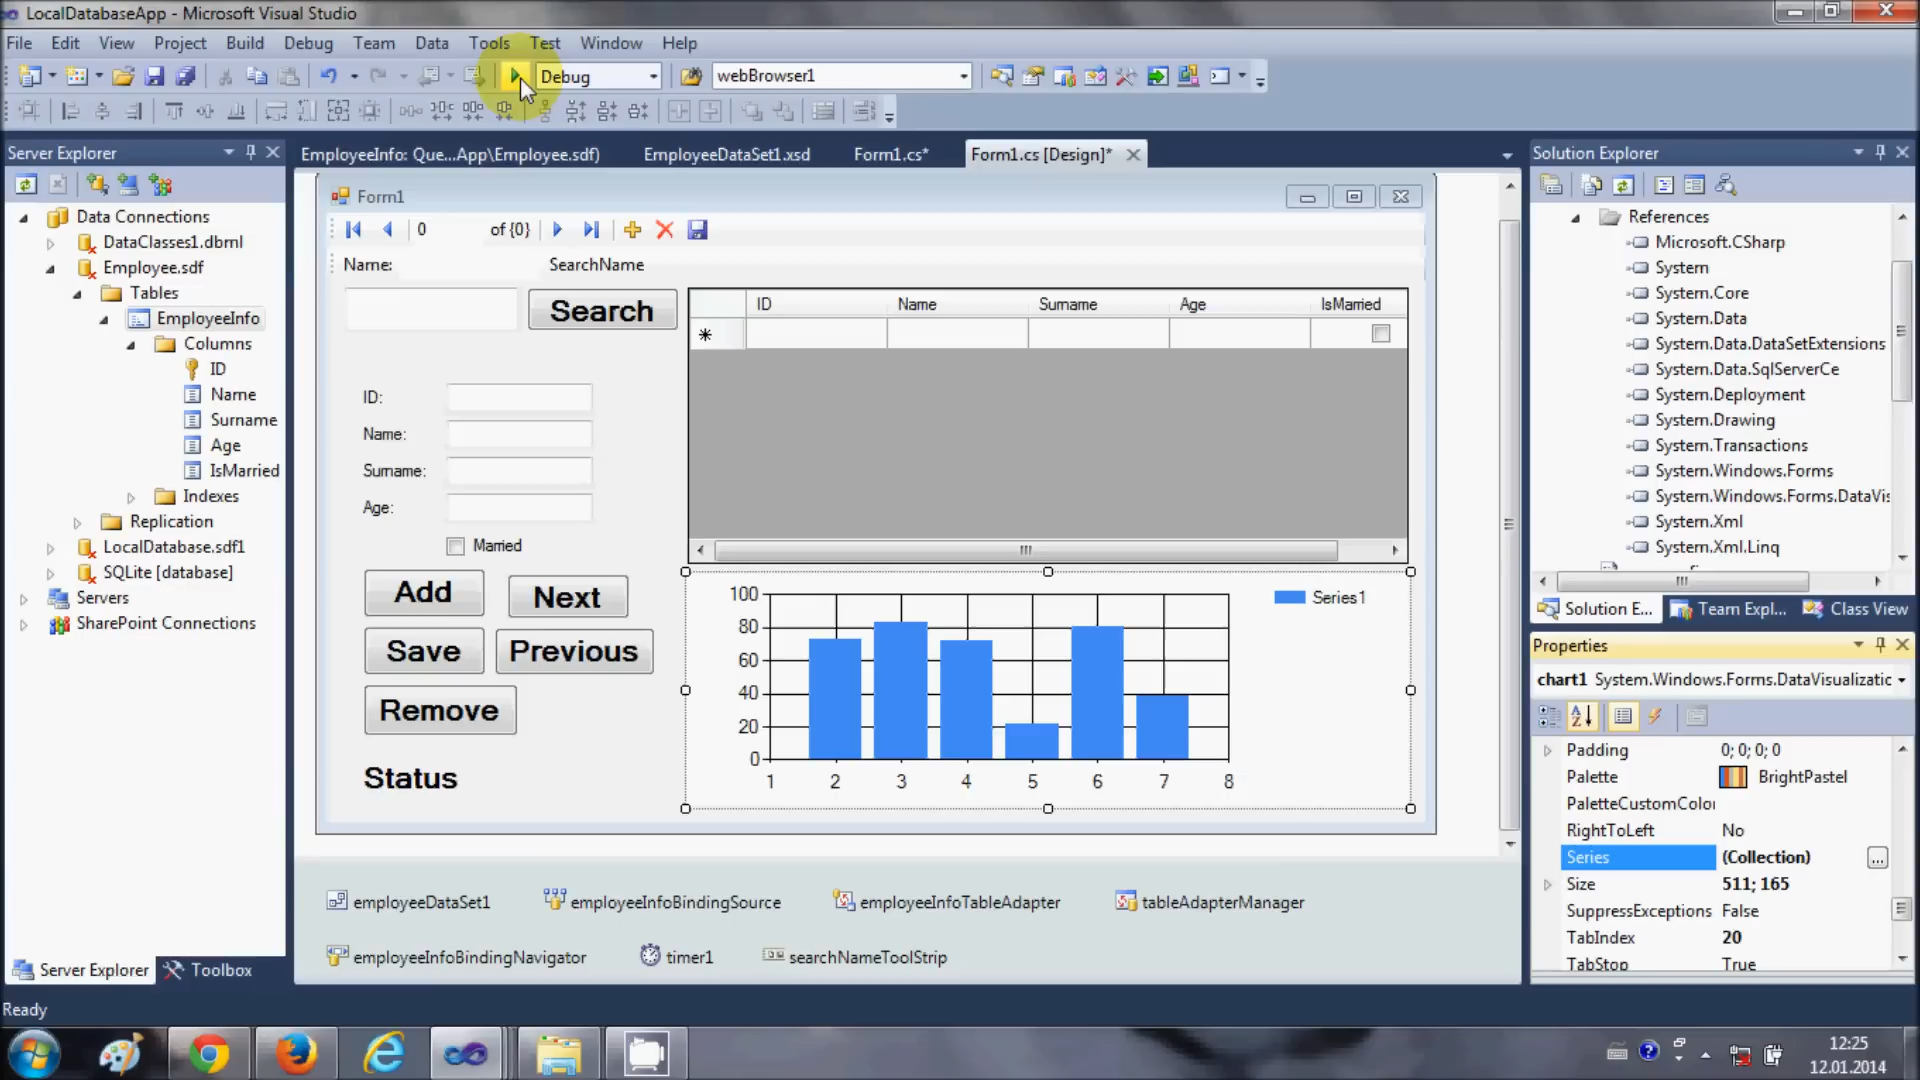 LocalDatabaseApp - Microsoft Visual Studio
File Edit View Project Build Debug Team Data Tools Test Window Help
Debug webBrowser1
Server Explorer
Data Connections
DataClasses1.dbml
Employee.sdf
Tables
EmployeeInfo
Columns
ID
Name
Surname
Age
IsMarried
Indexes
Replication
LocalDatabase.sdf1
SQLite [database]
Servers
SharePoint Connections
Server Explorer Toolbox
EmployeeInfo: Que...App\Employee.sdf) EmployeeDataSet1.xsd Form1.cs* Form1.cs [Design]*
Form1
0 of {0}
Name: SearchName
Search
ID Name Surname Age IsMarried
ID:
Name:
Surname:
Age:
Married
Add Next
Save Previous
Remove
Status
100
80
60
40
20
0
1 2 3 4 5 6 7 8
Series1
employeeDataSet1 employeeInfoBindingSource employeeInfoTableAdapter tableAdapterManager
employeeInfoBindingNavigator timer1 searchNameToolStrip
Solution Explorer
References
Microsoft.CSharp
System
System.Core
System.Data
System.Data.DataSetExtensions
System.Data.SqlServerCe
System.Deployment
System.Drawing
System.Transactions
System.Windows.Forms
System.Windows.Forms.DataVis
System.Xml
System.Xml.Linq
Solution E... Team Expl... Class View
Properties
chart1 System.Windows.Forms.DataVisualizatic
Padding 0; 0; 0; 0
Palette BrightPastel
PaletteCustomColor
RightToLeft No
Series (Collection) ...
Size 511; 165
SuppressExceptions False
TabIndex 20
TabStop True
Ready
12:25
12.01.2014